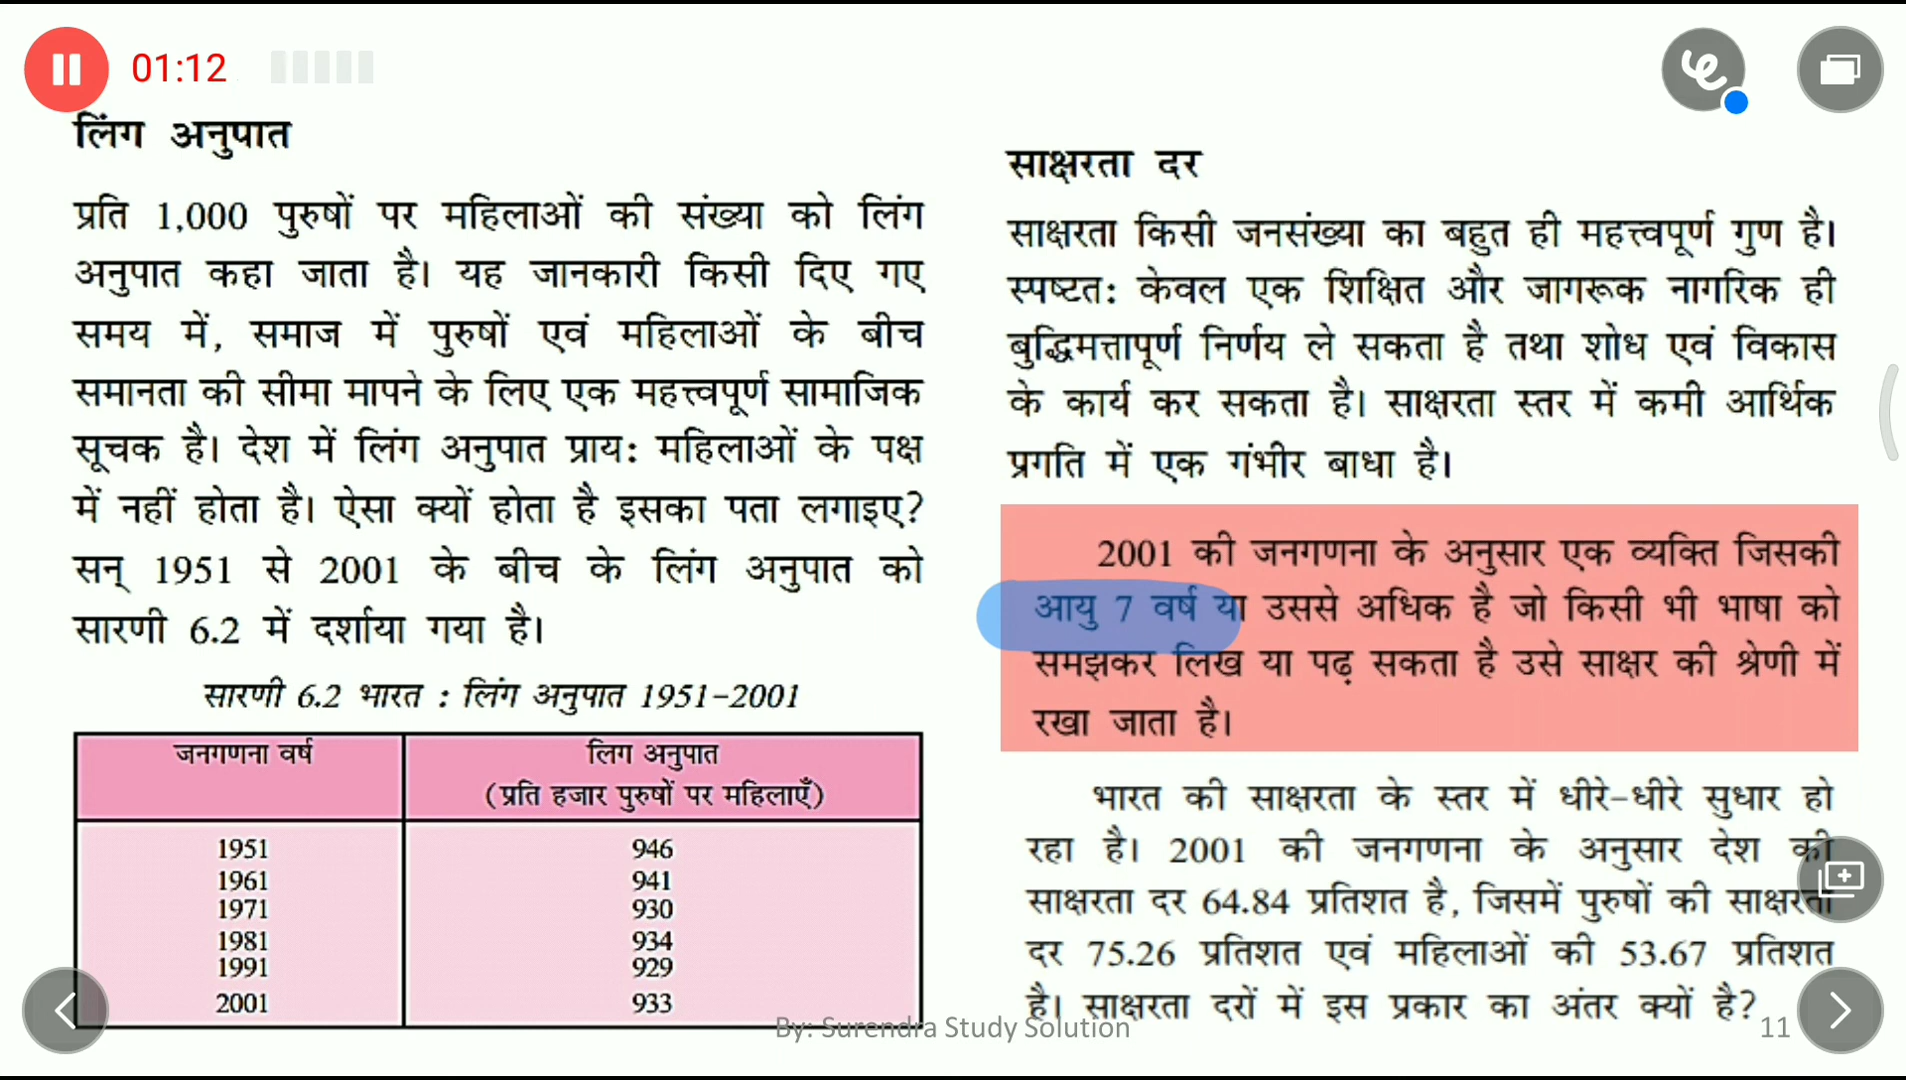 01:12
लिंग अनुपात
प्रति 1,000 पुरुषों पर महिलाओं की संख्या को लिंग
अनुपात कहा जाता है। यह जानकारी किसी दिए गए
समय में, समाज में पुरुषों एवं महिलाओं के बीच
समानता की सीमा मापने के लिए एक महत्त्वपूर्ण सामाजिक
सूचक है। देश में लिंग अनुपात प्राय: महिलाओं के पक्ष
में नहीं होता है। ऐसा क्यों होता है इसका पता लगाइए?
सन् 1951 से 2001 के बीच के लिंग अनुपात को
सारणी 6.2 में दर्शाया गया है।
सारणी 6.2 भारत : लिंग अनुपात 1951-2001
जनगणना वर्ष लिग अनुपात
(प्रति हजार पुरुषों पर महिलाएँ)
1951 946
1961 941
1971 930
1981 934
1991 929
2001 933
साक्षरता दर
साक्षरता किसी जनसंख्या का बहुत ही महत्त्वपूर्ण गुण है।
स्पष्टत: केवल एक शिक्षित और जागरूक नागरिक ही
बुद्धिमत्तापूर्ण निर्णय ले सकता है तथा शोध एवं विकास
के कार्य कर सकता है। साक्षरता स्तर में कमी आर्थिक
प्रगति में एक गंभीर बाधा है।
2001 की जनगणना के अनुसार एक व्यक्ति जिसकी
आयु 7 वर्ष या उससे अधिक है जो किसी भी भाषा को
समझकर लिख या पढ़ सकता है उसे साक्षर की श्रेणी में
रखा जाता है।
भारत की साक्षरता के स्तर में धीरे-धीरे सुधार हो
रहा है। 2001 की जनगणना के अनुसार देश की
साक्षरता दर 64.84 प्रतिशत है, जिसमें पुरुषों की साक्षरता
दर 75.26 प्रतिशत एवं महिलाओं की 53.67 प्रतिशत
है। साक्षरता दरों में इस प्रकार का अंतर क्यों है?
By: Surendra Study Solution
11